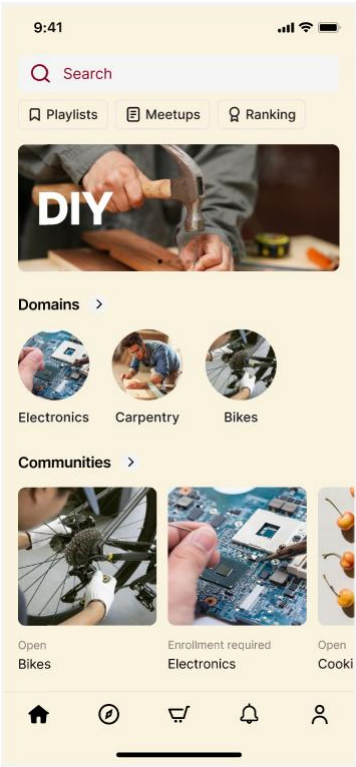 9:41
Search
Playlists
Meetups
Ranking
DIY
Domains
Electronics
Carpentry
Bikes
Communities
Open
Bikes
Enrollment required
Electronics
Open
Cooki